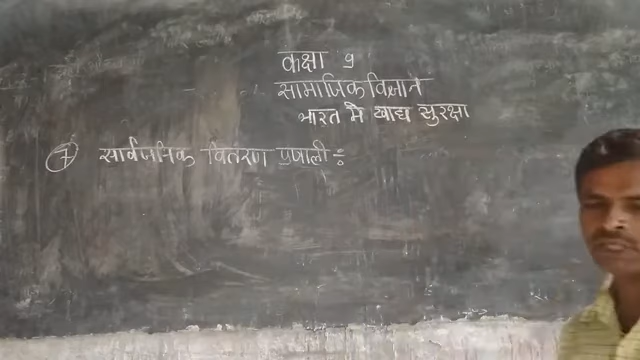 कक्षा 9
सामाजिक विज्ञान
भारत में खाद्य सुरक्षा
7 सार्वजनिक वितरण प्रणाली ÷